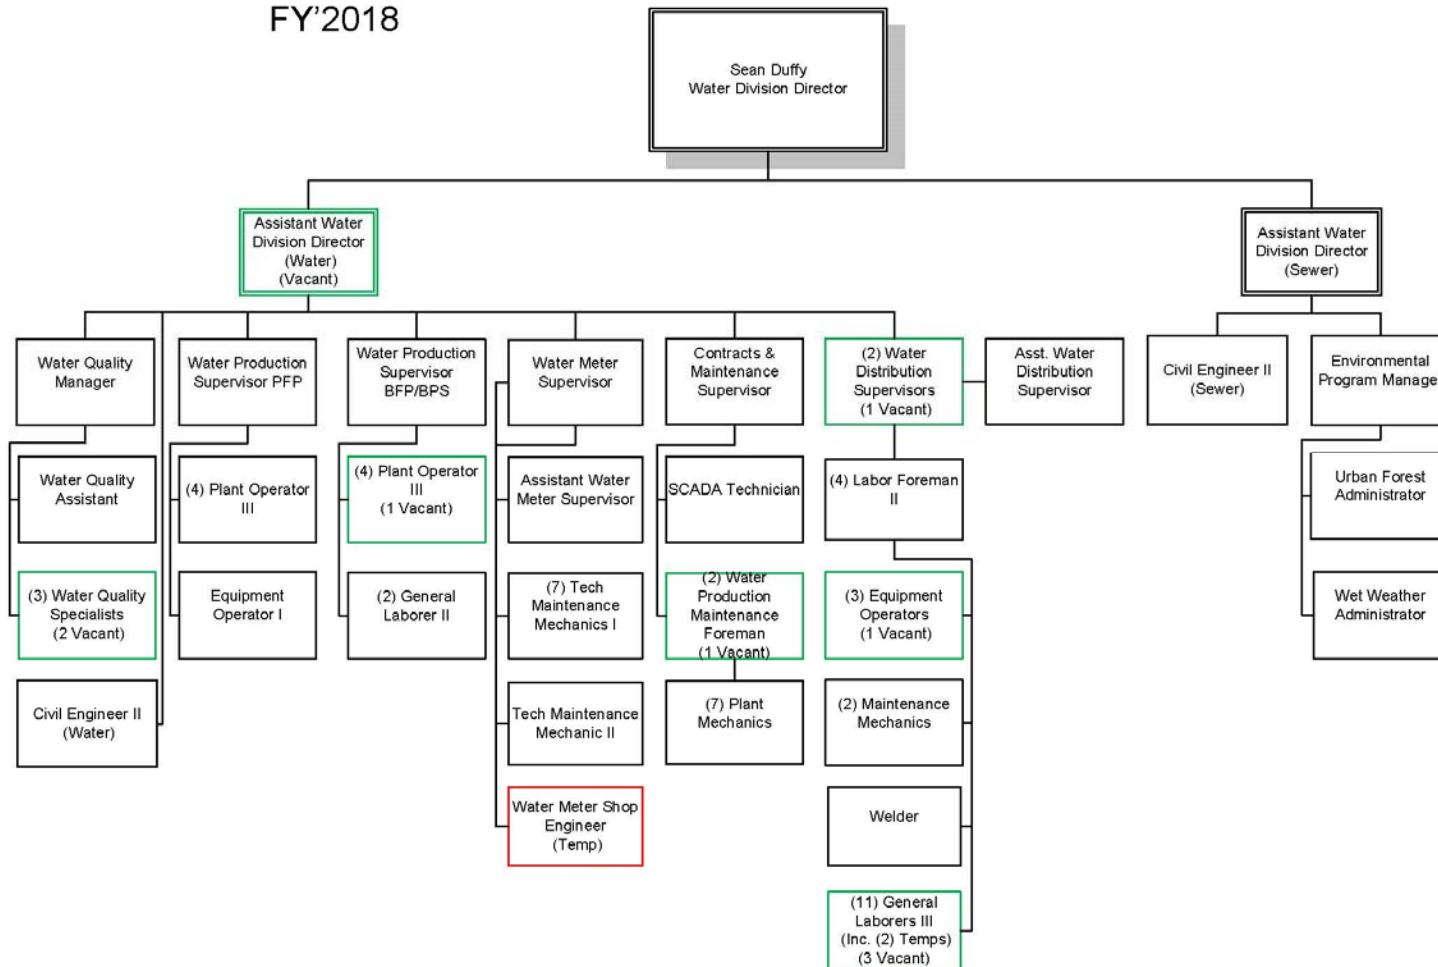 FY'2018
Sean Duffy
Water Division Director
Assistant Water
Division Director
(Water)
(Vacant)
Assistant Water
Division Director
(Sewer)
Water Quality
Manager
Water Production
Supervisor PFP
Water Production
Supervisor
BFP/BPS
Water Meter
Supervisor
Contracts &
Maintenance
Supervisor
(2) Water
Distribution
Supervisors
(1 Vacant)
Asst. Water
Distribution
Supervisor
Civil Engineer II
(Sewer)
Environmental
Program Manage
Water Quality
Assistant
(4) Plant Operator
III
(4) Plant Operator
III
(1 Vacant)
Assistant Water
Meter Supervisor
SCADA Technician
(4) Labor Foreman
II
Urban Forest
Administrator
(3) Water Quality
Specialists
(2 Vacant)
Equipment
Operator I
(2) General
Laborer II
(7) Tech
Maintenance
Mechanics I
(2) Water
Production
Maintenance
Foreman
(1 Vacant)
(3) Equipment
Operators
(1 Vacant)
Wet Weather
Administrator
Civil Engineer II
(Water)
Tech Maintenance
Mechanic II
(7) Plant
Mechanics
(2) Maintenance
Mechanics
Water Meter Shop
Engineer
(Temp)
Welder
(11) General
Laborers III
(Inc. (2) Temps)
(3 Vacant)